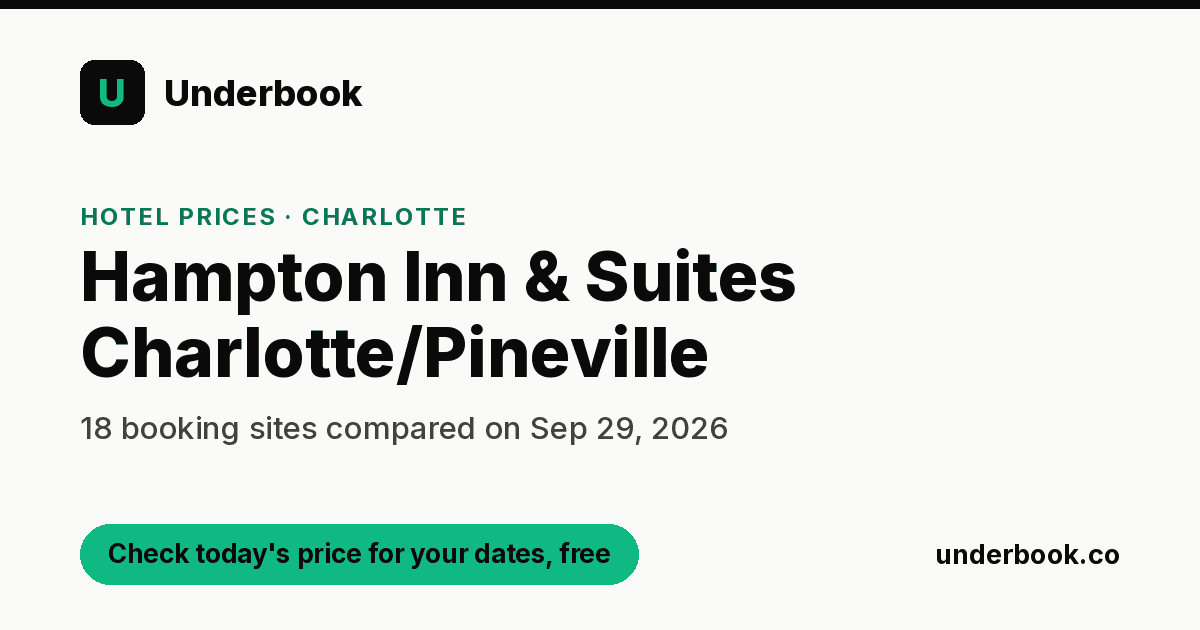 U
Underbook
HOTEL PRICES · CHARLOTTE
Hampton Inn & Suites
Charlotte/Pineville
18 booking sites compared on Sep 29, 2026
Check today's price for your dates, free
underbook.co